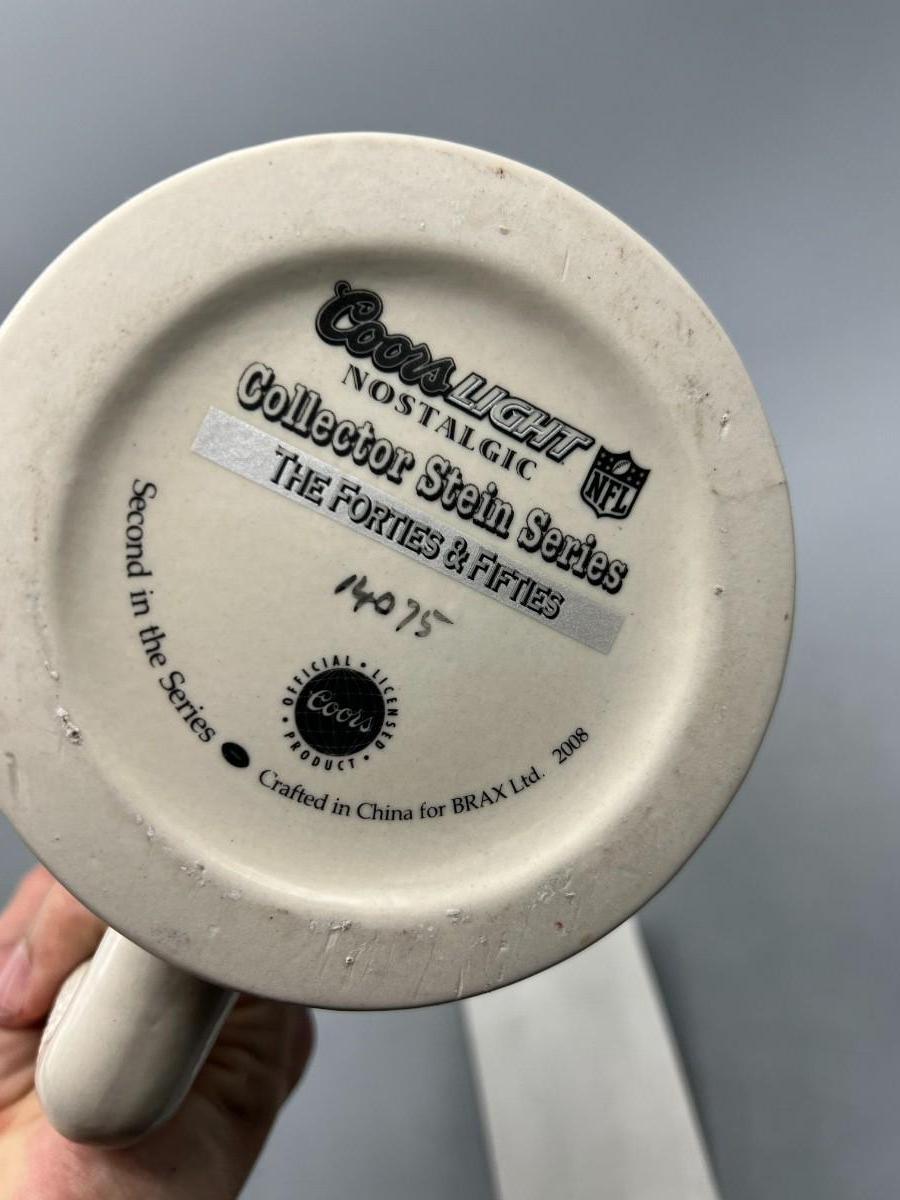 Coors LIGHT
NOSTALGIC
NFL
Collector Stein Series
THE FORTIES & FIFTIES
14075
Second in the Series
OFFICIAL • LICENSED • PRODUCT •
Coors
Crafted in China for BRAX Ltd. 2008